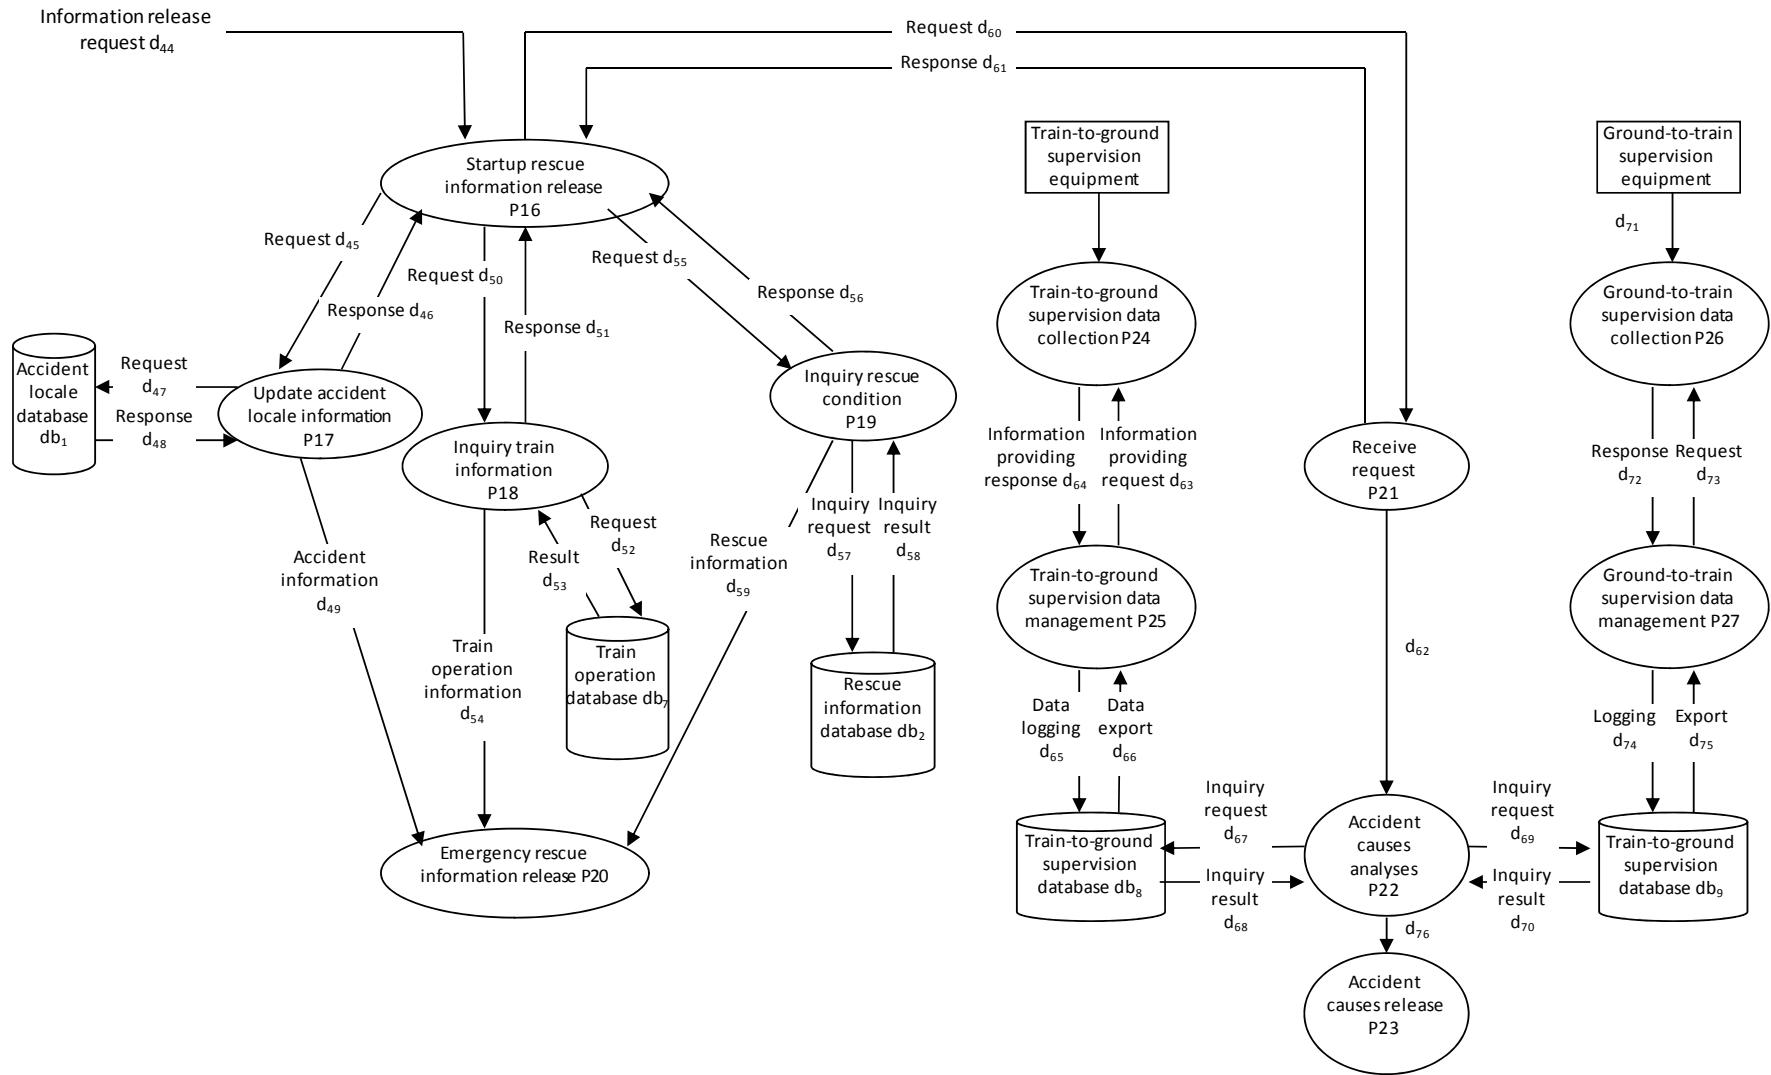 Information release
request d44
Request d60
Response d61
Startup rescue
information release
P16
Train-to-ground
supervision
equipment
Ground-to-train
supervision
equipment
d71
Request d45
Request d50
Request d55
Response d46
Response d51
Response d56
Train-to-ground
supervision data
collection P24
Ground-to-train
supervision data
collection P26
Accident
locale
database
db1
Request
d47
Response
d48
Update accident
locale information
P17
Inquiry train
information
P18
Inquiry rescue
condition
P19
Information
providing
response d64
Information
providing
request d63
Receive
request
P21
Response
d72
Request
d73
Accident
information
d49
Result
d53
Request
d52
Rescue
information
d59
Inquiry
request
d57
Inquiry
result
d58
Train-to-ground
supervision data
management P25
Ground-to-train
supervision data
management P27
Train
operation
information
d54
Train
operation
database db7
Rescue
information
database db2
d62
Data
logging
d65
Data
export
d66
Logging
d74
Export
d75
Emergency rescue
information release P20
Train-to-ground
supervision
database db8
Inquiry
request
d67
Inquiry
result
d68
Accident
causes
analyses
P22
Inquiry
request
d69
Inquiry
result
d70
Train-to-ground
supervision
database db9
d76
Accident
causes release
P23